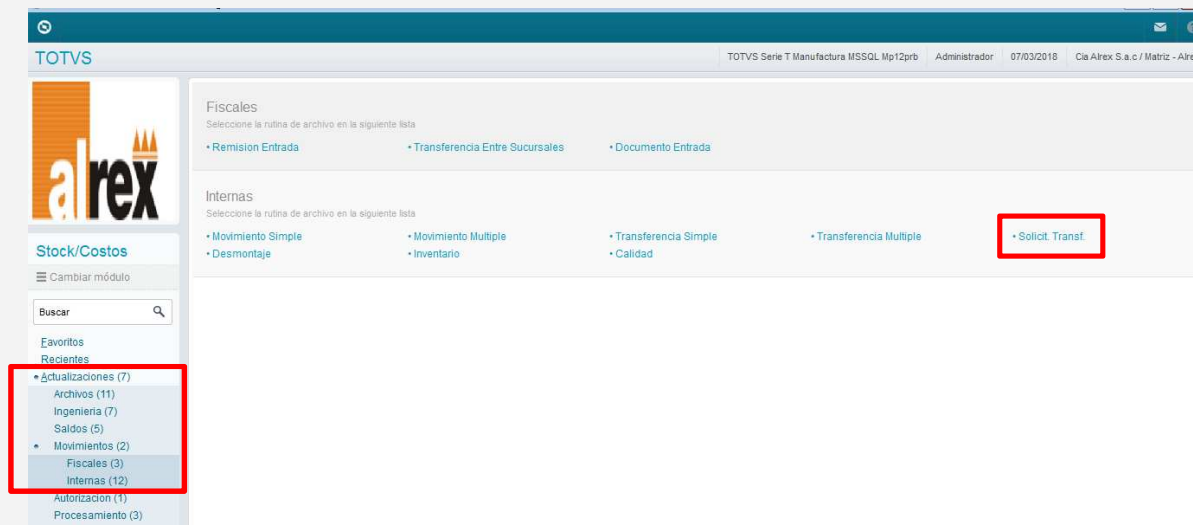 TOTVS
TOTVS Serie T Manufactura MSSQL Mp12prb Administrador 07/03/2018 Cia Alrex S.a.c / Matriz - Alre
alrex
Stock/Costos
Cambiar módulo
Buscar
Favoritos
Recientes
Actualizaciones (7)
Archivos (11)
Ingenieria (7)
Saldos (5)
Movimientos (2)
Fiscales (3)
Internas (12)
Autorizacion (1)
Procesamiento (3)
Fiscales
Seleccione la rutina de archivo en la siguiente lista
• Remision Entrada • Transferencia Entre Sucursales • Documento Entrada
Internas
Seleccione la rutina de archivo en la siguiente lista
• Movimiento Simple • Movimiento Multiple • Transferencia Simple • Transferencia Multiple • Solicit. Transf.
• Desmontaje • Inventario • Calidad